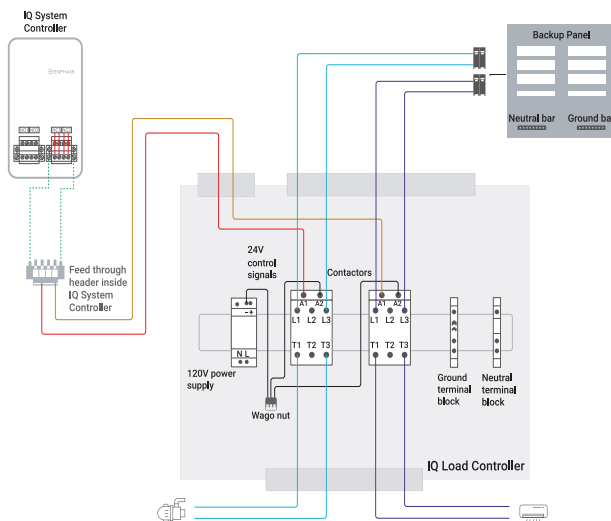 IQ System
Controller
ENPHASE
Backup Panel
Neutral bar
Ground ba
Feed through
header inside
IQ System
Controller
24V
control
signals
Contactors
A1
A2
A1
A2
- +
L1
L2
L3
L1
L2
L3
N L
T1
T2
T3
T1
T2
T3
120V power
supply
Wago nut
Ground
terminal
block
Neutral
terminal
block
IQ Load Controller